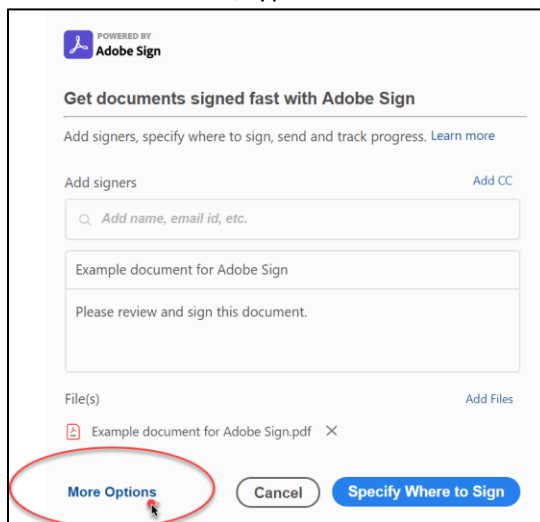 POWERED BY
Adobe Sign
Get documents signed fast with Adobe Sign
Add signers, specify where to sign, send and track progress. Learn more
Add signers Add CC
Add name, email id, etc.
Example document for Adobe Sign
Please review and sign this document.
File(s) Add Files
Example document for Adobe Sign.pdf
More Options Cancel Specify Where to Sign